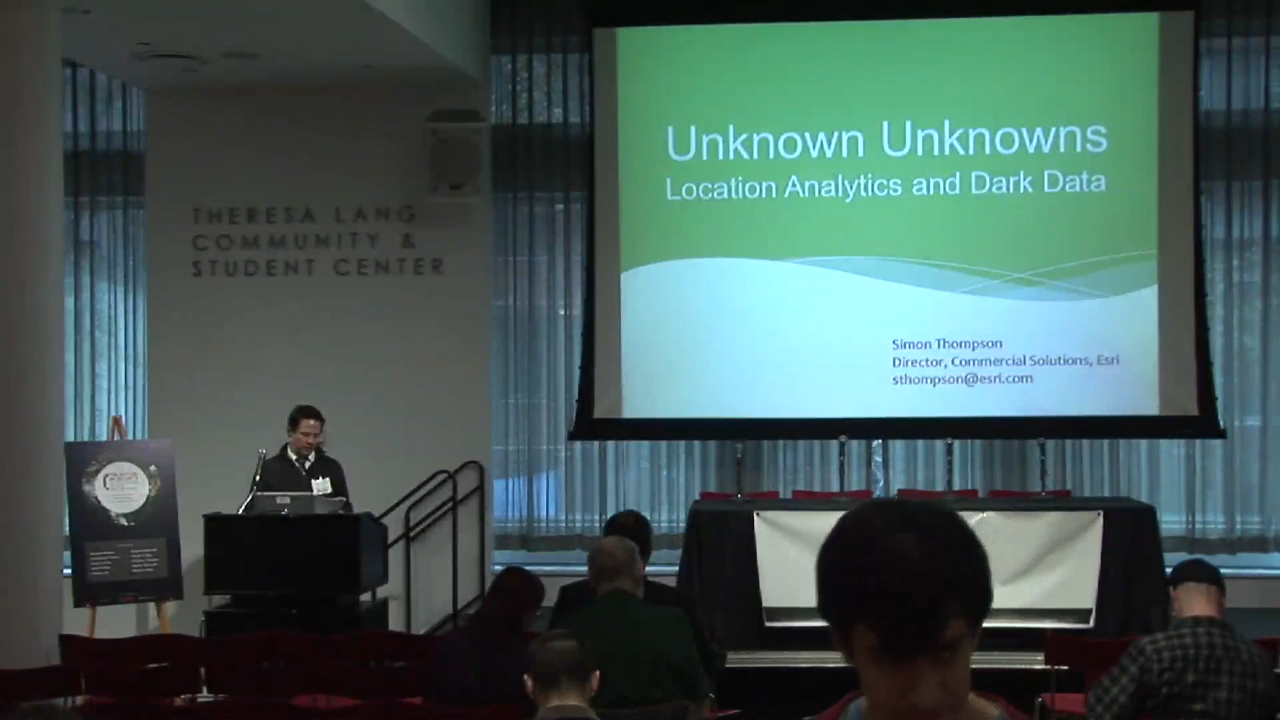 Unknown Unknowns
Location Analytics and Dark Data
Simon Thompson
Director, Commercial Solutions, Esri
sthompson@esri.com
THERESA LANG
COMMUNITY &
STUDENT CENTER